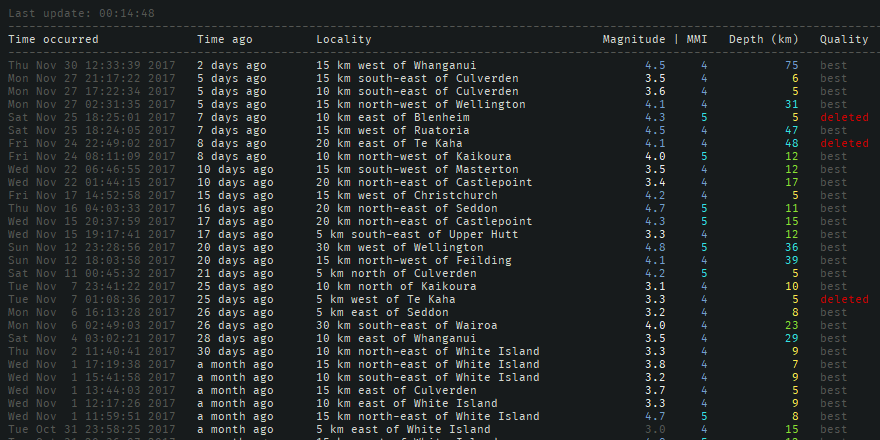 Last update: 00:14:48
Time occurred Time ago Locality Magnitude | MMI Depth (km) Quality
Thu Nov 30 12:33:39 2017 2 days ago 15 km west of Whanganui 4.5 4 75 best
Mon Nov 27 21:17:22 2017 5 days ago 15 km south-east of Culverden 3.5 4 6 best
Mon Nov 27 17:22:34 2017 5 days ago 10 km south-east of Culverden 3.6 4 5 best
Mon Nov 27 02:31:35 2017 5 days ago 15 km north-west of Wellington 4.1 4 31 best
Sat Nov 25 18:25:01 2017 7 days ago 10 km east of Blenheim 4.3 5 5 deleted
Sat Nov 25 18:24:05 2017 7 days ago 15 km west of Ruatoria 4.5 4 47 best
Fri Nov 24 22:49:02 2017 8 days ago 20 km east of Te Kaha 4.1 4 48 deleted
Fri Nov 24 08:11:09 2017 8 days ago 10 km north-west of Kaikoura 4.0 5 12 best
Wed Nov 22 06:46:55 2017 10 days ago 15 km south-west of Masterton 3.5 4 12 best
Wed Nov 22 01:44:15 2017 10 days ago 20 km north-east of Castlepoint 3.4 4 17 best
Fri Nov 17 14:52:58 2017 15 days ago 15 km west of Christchurch 4.2 4 5 best
Thu Nov 16 04:03:33 2017 16 days ago 20 km north-east of Seddon 4.7 5 11 best
Wed Nov 15 20:37:59 2017 17 days ago 20 km north-east of Castlepoint 4.3 5 15 best
Wed Nov 15 19:17:41 2017 17 days ago 5 km south-east of Upper Hutt 3.3 4 12 best
Sun Nov 12 23:28:56 2017 20 days ago 30 km west of Wellington 4.8 5 36 best
Sun Nov 12 18:03:58 2017 20 days ago 15 km north-west of Feilding 4.1 4 39 best
Sat Nov 11 00:45:32 2017 21 days ago 5 km north of Culverden 4.2 5 5 best
Tue Nov 7 23:41:22 2017 25 days ago 10 km north of Kaikoura 3.1 4 10 best
Tue Nov 7 01:08:36 2017 25 days ago 5 km west of Te Kaha 3.3 4 5 deleted
Mon Nov 6 16:13:28 2017 26 days ago 5 km east of Seddon 3.2 4 8 best
Mon Nov 6 02:49:03 2017 26 days ago 30 km south-east of Wairoa 4.0 4 23 best
Sat Nov 4 03:02:21 2017 28 days ago 10 km east of Whanganui 3.5 4 29 best
Thu Nov 2 11:40:41 2017 30 days ago 10 km north-east of White Island 3.3 4 9 best
Wed Nov 1 17:19:38 2017 a month ago 15 km north-east of White Island 3.8 4 7 best
Wed Nov 1 15:41:58 2017 a month ago 10 km south-east of White Island 3.2 4 9 best
Wed Nov 1 13:44:03 2017 a month ago 15 km east of Culverden 3.7 4 5 best
Wed Nov 1 12:17:26 2017 a month ago 10 km east of White Island 3.3 4 9 best
Wed Nov 1 11:59:51 2017 a month ago 15 km north-east of White Island 4.7 5 8 best
Tue Oct 31 23:58:25 2017 a month ago 5 km east of White Island 3.0 4 15 best